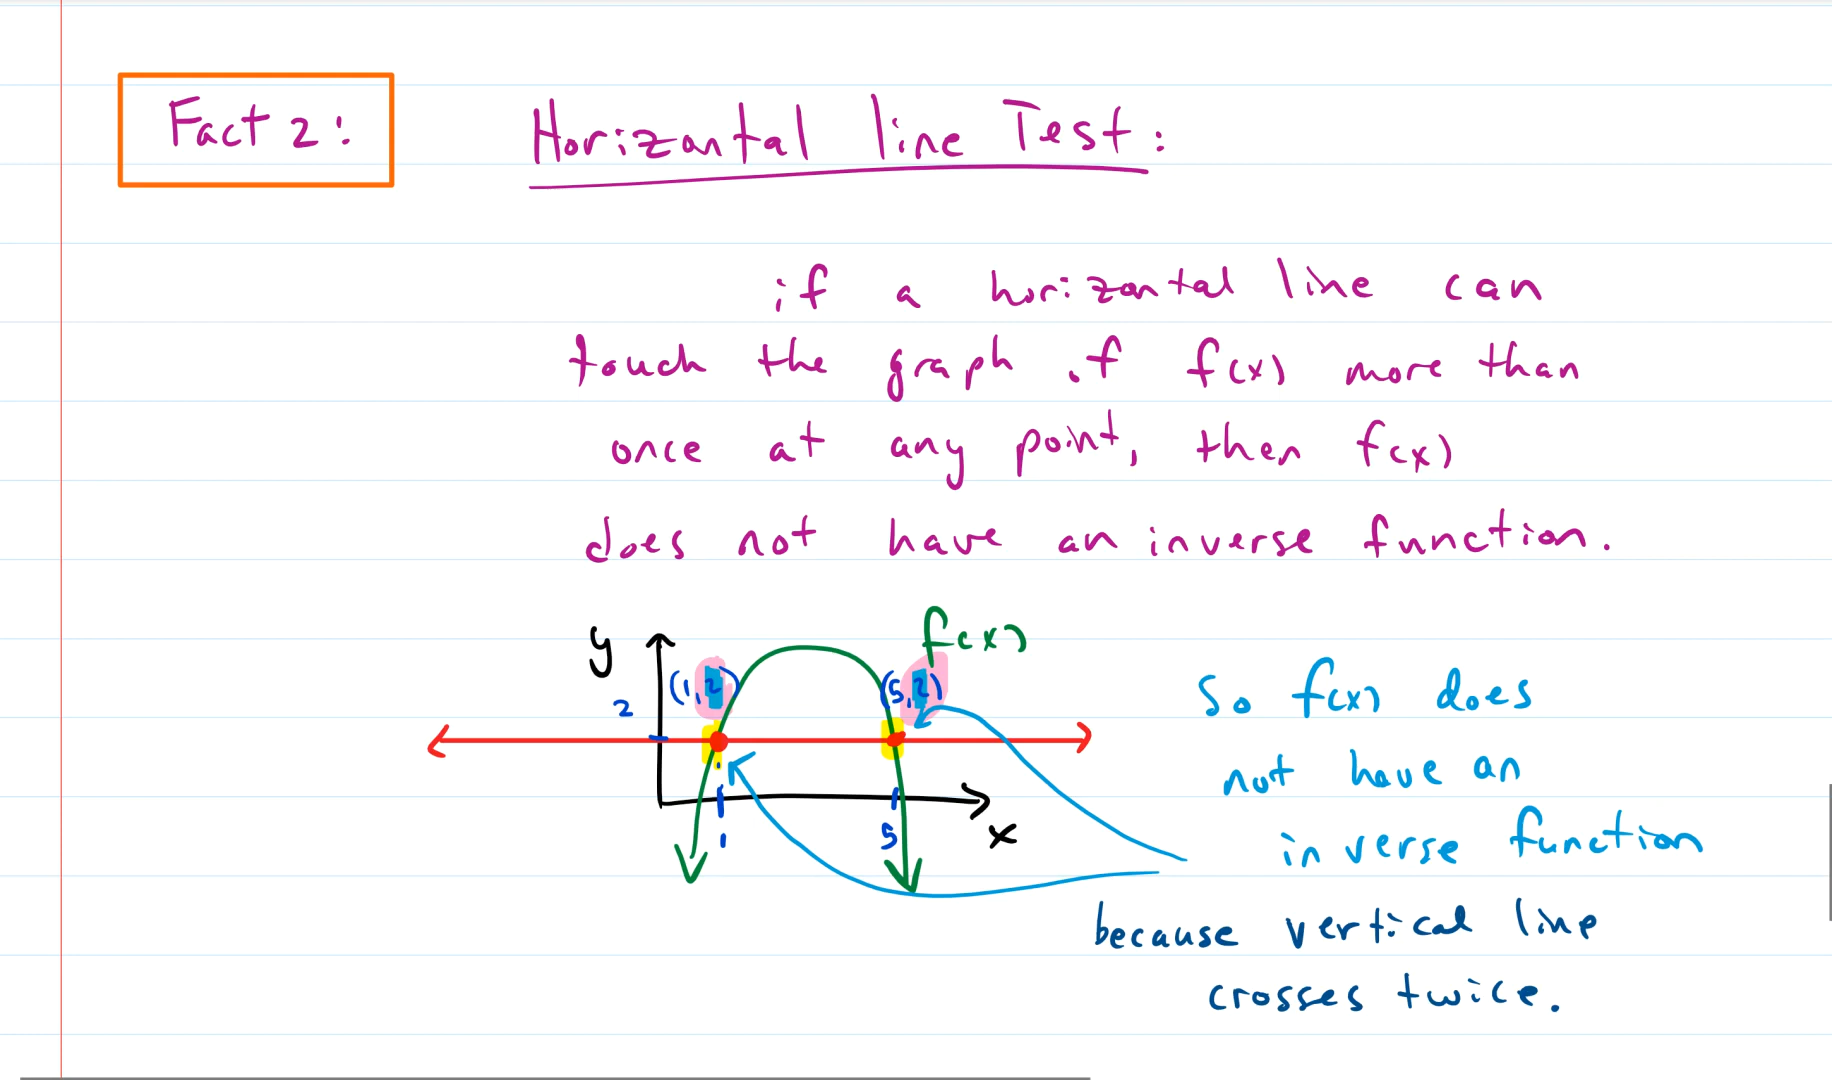 Fact 2:
Horizontal line Test:
if a horizontal line can
touch the graph of f(x) more than
once at any point, then f(x)
does not have an inverse function.
y
f(x)
(1,2)
(5,2)
2
1
5
x
So f(x) does
not have an
inverse function
because vertical line
crosses twice.